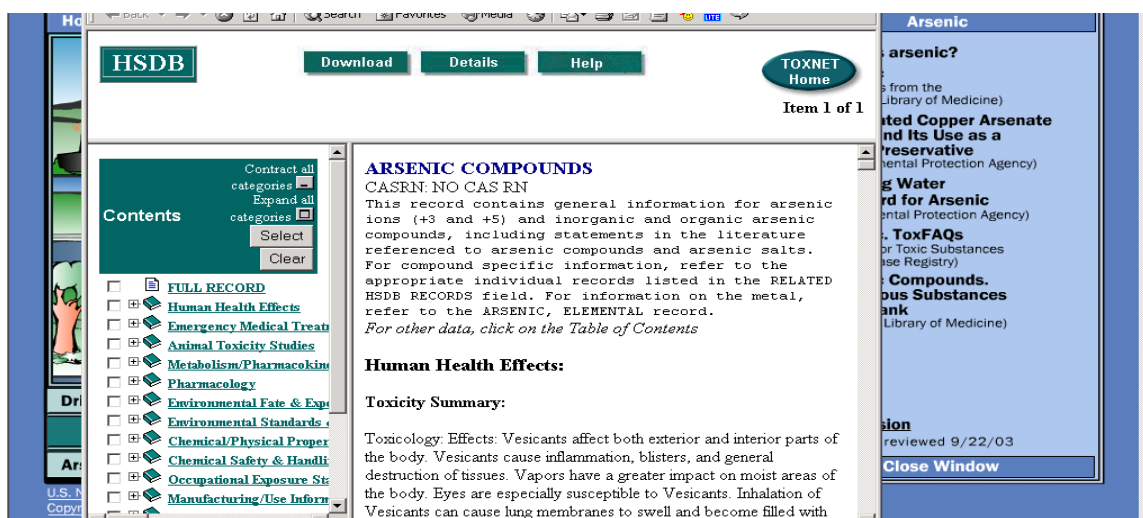 Back
Search
Favorites
Media
Ho
Arsenic
HSDB
Download
Details
Help
TOXNET
Home
Item 1 of 1
arsenic?
from the
Library of Medicine)
Copper Arsenate
nd Its Use as a
Preservative
mental Protection Agency)
g Water
rd for Arsenic
ental Protection Agency)
ToxFAQs
or Toxic Substances
ase Registry)
Compounds.
ous Substances
ank
Library of Medicine)
sion
reviewed 9/22/03
Close Window
Contents
Contract all
categories
Expand all
categories
Select
Clear
FULL RECORD
Human Health Effects
Emergency Medical Treatm
Animal Toxicity Studies
Metabolism/Pharmacokine
Pharmacology
Environmental Fate & Expo
Environmental Standards &
Chemical/Physical Proper
Chemical Safety & Handli
Occupational Exposure Sta
Manufacturing/Use Inform
ARSENIC COMPOUNDS
CASRN: NO CAS RN
This record contains general information for arsenic
ions (+3 and +5) and inorganic and organic arsenic
compounds, including statements in the literature
referenced to arsenic compounds and arsenic salts.
For compound specific information, refer to the
appropriate individual records listed in the RELATED
HSDB RECORDS field. For information on the metal,
refer to the ARSENIC, ELEMENTAL record.
For other data, click on the Table of Contents
Human Health Effects:
Toxicity Summary:
Toxicology: Effects: Vesicants affect both exterior and interior parts of
the body. Vesicants cause inflammation, blisters, and general
destruction of tissues. Vapors have a greater impact on moist areas of
the body. Eyes are especially susceptible to Vesicants. Inhalation of
Vesicants can cause lung membranes to swell and become filled with
Dri
Ar
U.S. N
Copyr